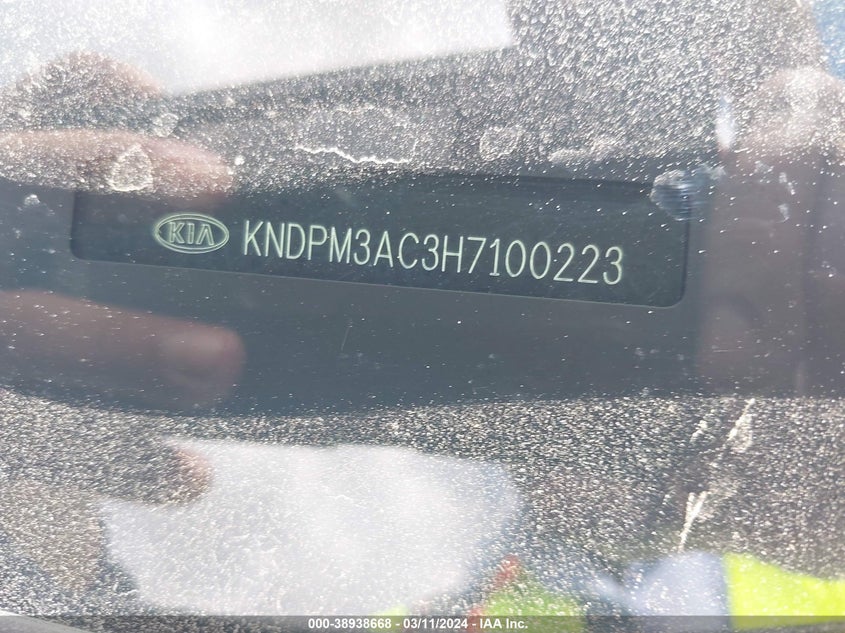 KIA KNDPM3AC3H7100223
000-38938668 - 03/11/2024 - IAA Inc.